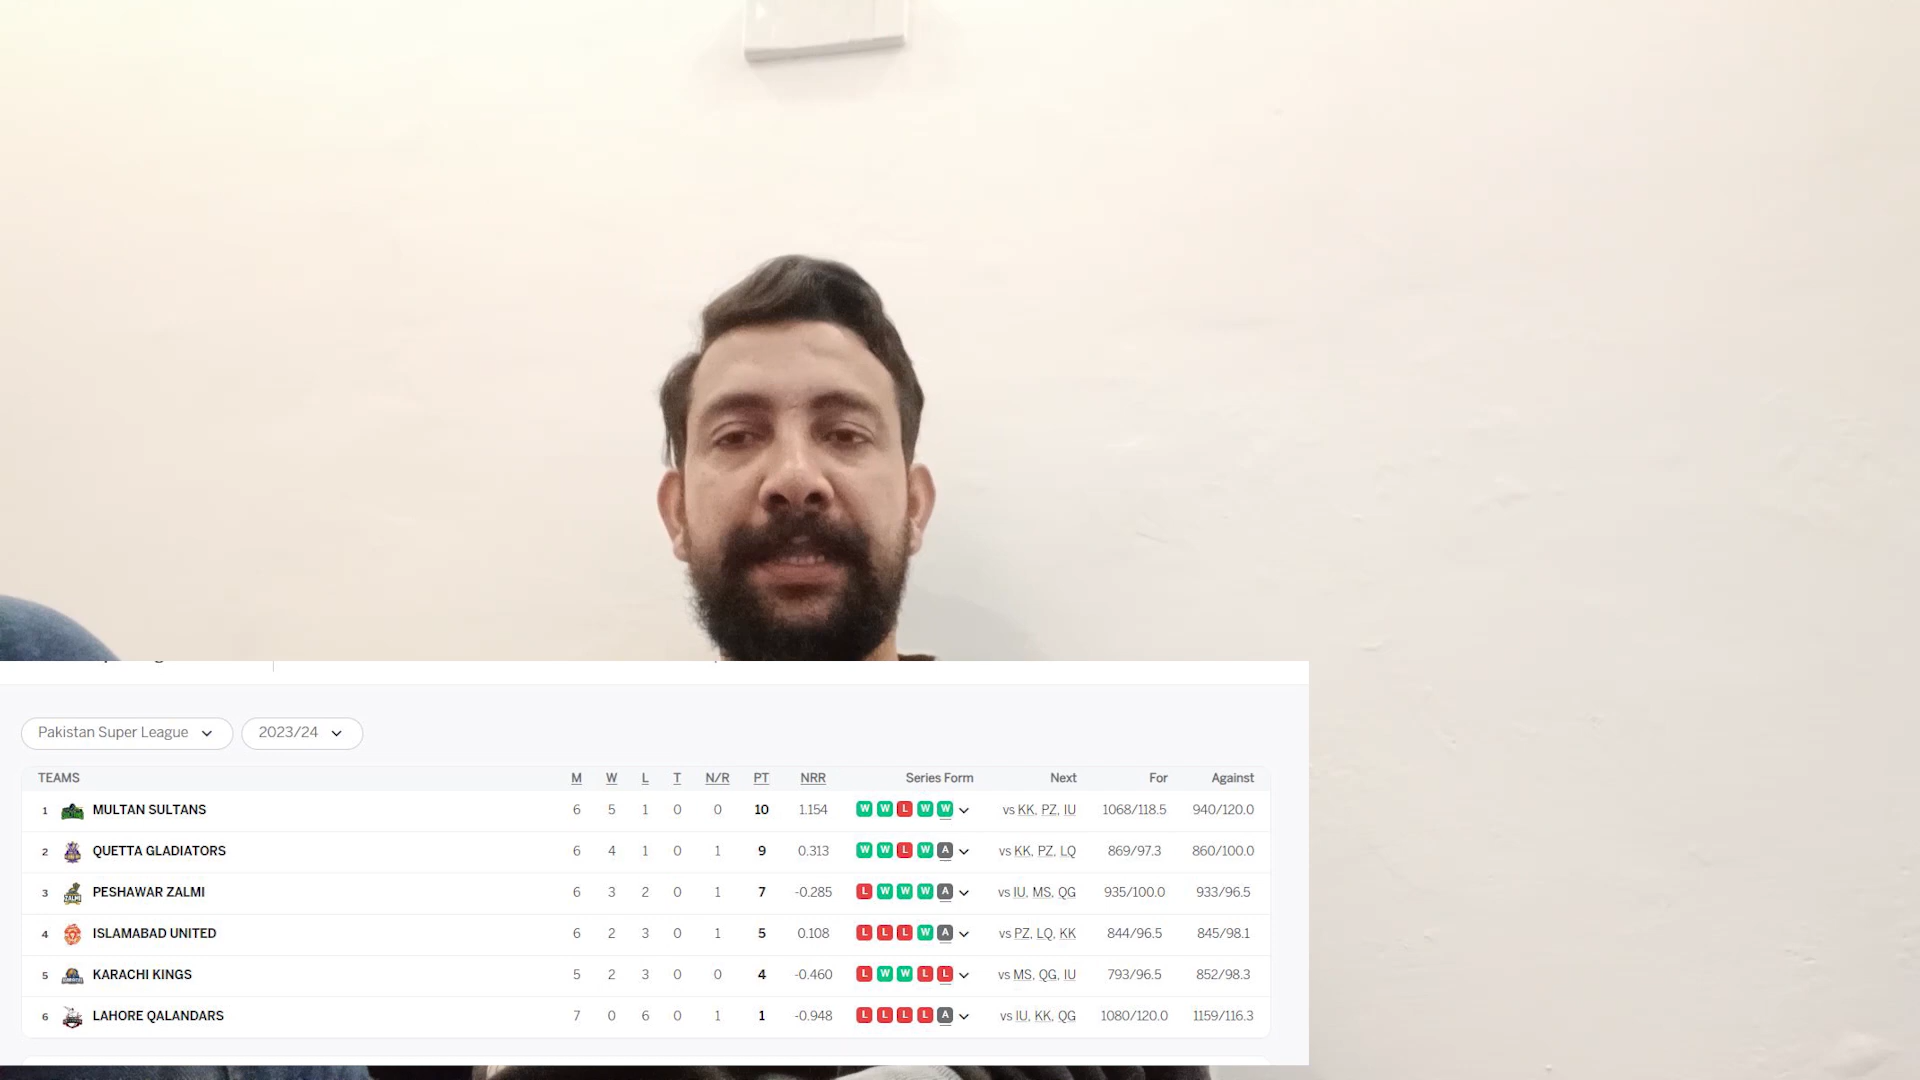 Pakistan Super League 2023/24
TEAMS M W L T N/R PT NRR Series Form Next For Against
1 MULTAN SULTANS 6 5 1 0 0 10 1.154 W W L W W vs KK, PZ, IU 1068/118.5 940/120.0
2 QUETTA GLADIATORS 6 4 1 0 1 9 0.313 W W L W A vs KK, PZ, LQ 869/97.3 860/100.0
3 PESHAWAR ZALMI 6 3 2 0 1 7 -0.285 L W W W A vs IU, MS, QG 935/100.0 933/96.5
4 ISLAMABAD UNITED 6 2 3 0 1 5 0.108 L L L W A vs PZ, LQ, KK 844/96.5 845/98.1
5 KARACHI KINGS 5 2 3 0 0 4 -0.460 L W W L L vs MS, QG, IU 793/96.5 852/98.3
6 LAHORE QALANDARS 7 0 6 0 1 1 -0.948 L L L L A vs IU, KK, QG 1080/120.0 1159/116.3